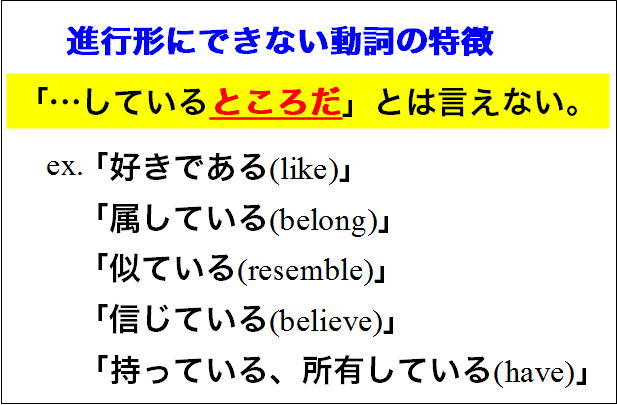 進行形にできない動詞の特徴
「…しているところだ」とは言えない。
ex.「好きである(like)」
「属している(belong)」
「似ている(resemble)」
「信じている(believe)」
「持っている、所有している(have)」